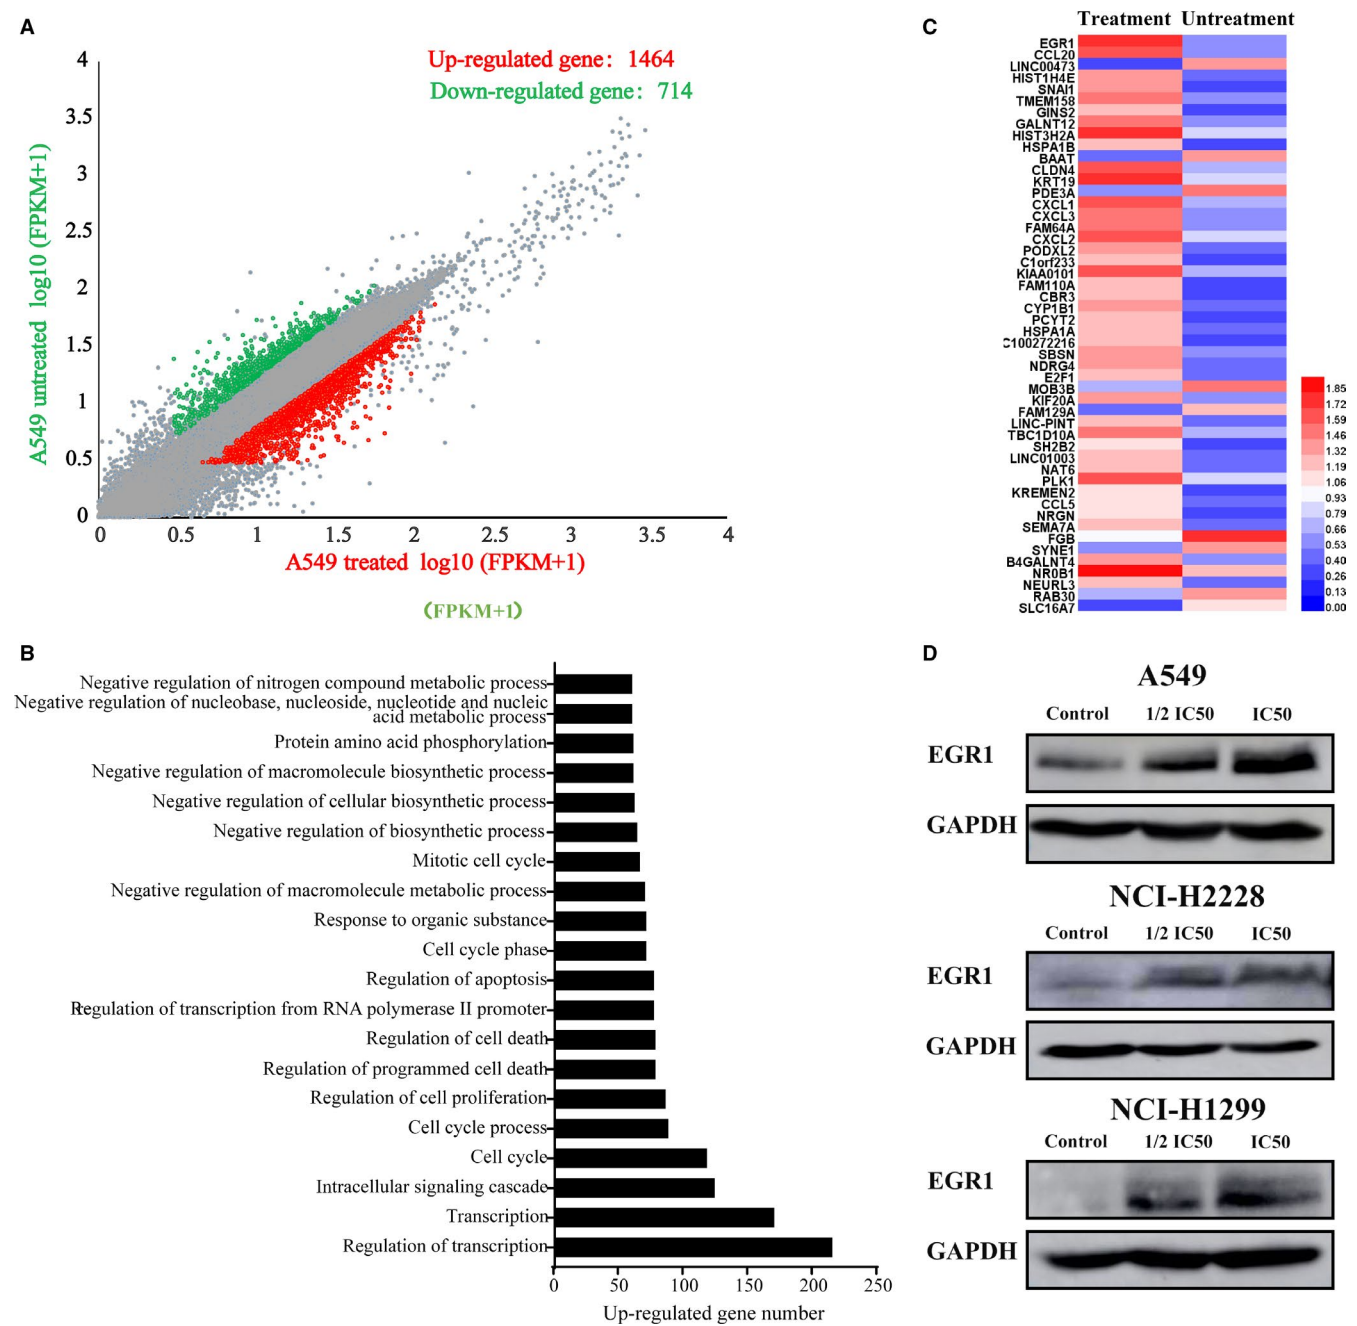 A
Up-regulated gene: 1464
Down-regulated gene: 714
4
3.5
3
2.5
2
1.5
1
0.5
0
A549 untreated log10 (FPKM+1)
0
0.5
1
1.5
2
2.5
3
3.5
4
A549 treated log10 (FPKM+1)
(FPKM+1)
B
Negative regulation of nitrogen compound metabolic process
Negative regulation of nucleobase, nucleoside, nucleotide and nucleic
acid metabolic process
Protein amino acid phosphorylation
Negative regulation of macromolecule biosynthetic process
Negative regulation of cellular biosynthetic process
Negative regulation of biosynthetic process
Mitotic cell cycle
Negative regulation of macromolecule metabolic process
Response to organic substance
Cell cycle phase
Regulation of apoptosis
Regulation of transcription from RNA polymerase II promoter
Regulation of cell death
Regulation of programmed cell death
Regulation of cell proliferation
Cell cycle process
Cell cycle
Intracellular signaling cascade
Transcription
Regulation of transcription
0
50
100
150
200
250
Up-regulated gene number
C
Treatment Untreatment
EGR1
CCL20
LINC00473
HIST1H4E
SNAI1
TMEM158
GINS2
GALNT12
HIST3H2A
HSPA1B
BAAT
CLDN4
KRT19
PDE3A
CXCL1
CXCL3
FAM64A
CXCL2
PODXL2
C1orf233
KIAA0101
FAM110A
CBR3
CYP1B1
PCYT2
HSPA1A
C100272216
SBSN
NDRG4
E2F1
MOB3B
KIF20A
FAM129A
LINC-PINT
TBC1D10A
SH2B2
LINC01003
NAT6
PLK1
KREMEN2
CCL5
NRGN
SEMA7A
FGB
SYNE1
B4GALNT4
NR0B1
NEURL3
RAB30
SLC16A7
1.85
1.72
1.59
1.46
1.32
1.19
1.06
0.93
0.79
0.66
0.53
0.40
0.26
0.13
0.00
D
A549
Control 1/2 IC50 IC50
EGR1
GAPDH
NCI-H2228
Control 1/2 IC50 IC50
EGR1
GAPDH
NCI-H1299
Control 1/2 IC50 IC50
EGR1
GAPDH